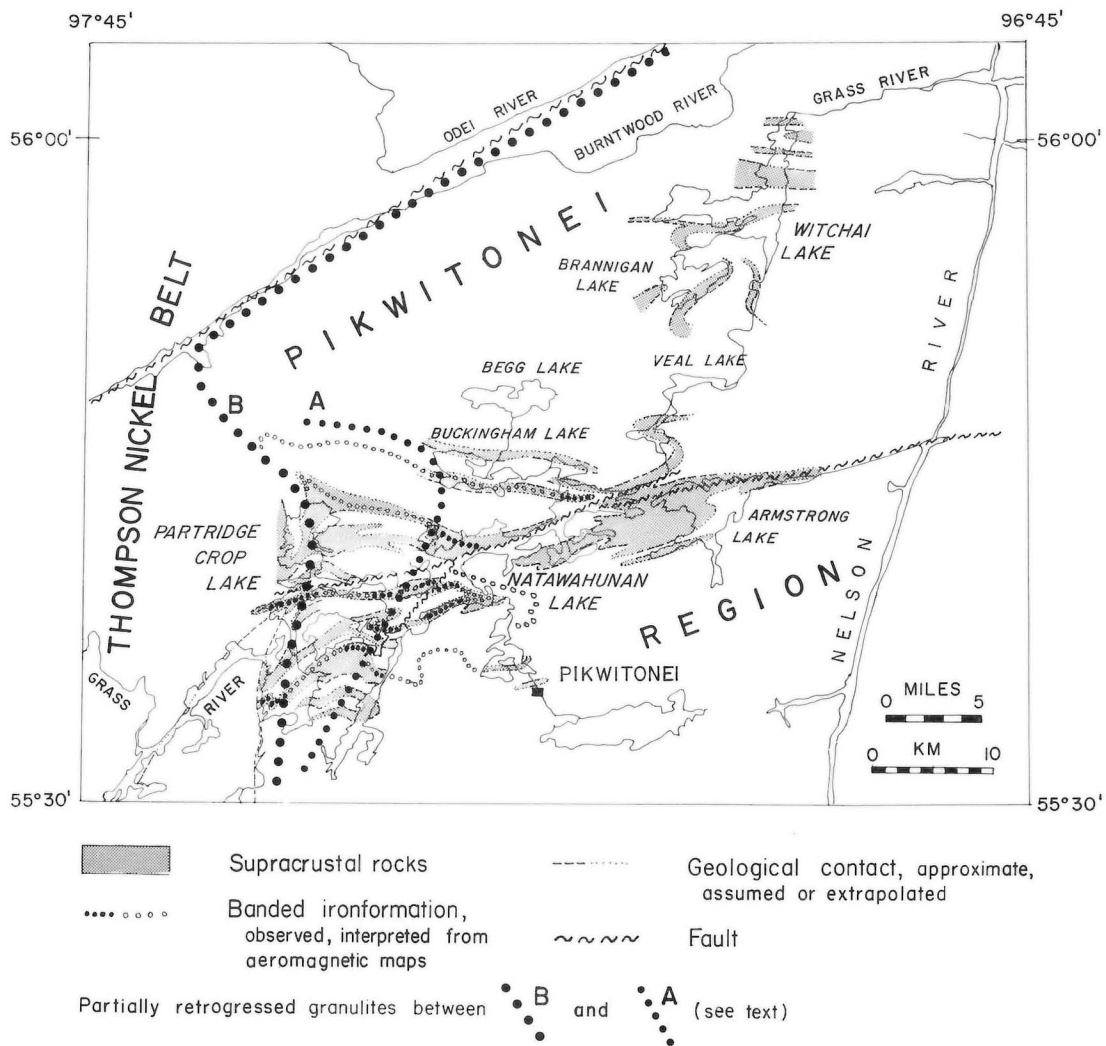 97°45'
96°45'
ODEI RIVER
BURNTWOOD RIVER
GRASS RIVER
56°00'
56°00'
PIKWITONEI
WITCHAI
LAKE
BRANNIGAN
LAKE
THOMPSON NICKEL BELT
RIVER
VEAL LAKE
BEGG LAKE
B
A
BUCKINGHAM LAKE
PARTRIDGE
CROP
LAKE
ARMSTRONG
LAKE
NATAWAHUNAN
LAKE
REGION
NELSON
GRASS
RIVER
PIKWITONEI
MILES
0 5
KM
0 10
55°30'
55°30'
Supracrustal rocks
Geological contact, approximate,
assumed or extrapolated
Banded ironformation,
observed, interpreted from
aeromagnetic maps
Fault
Partially retrogressed granulites between B and A (see text)